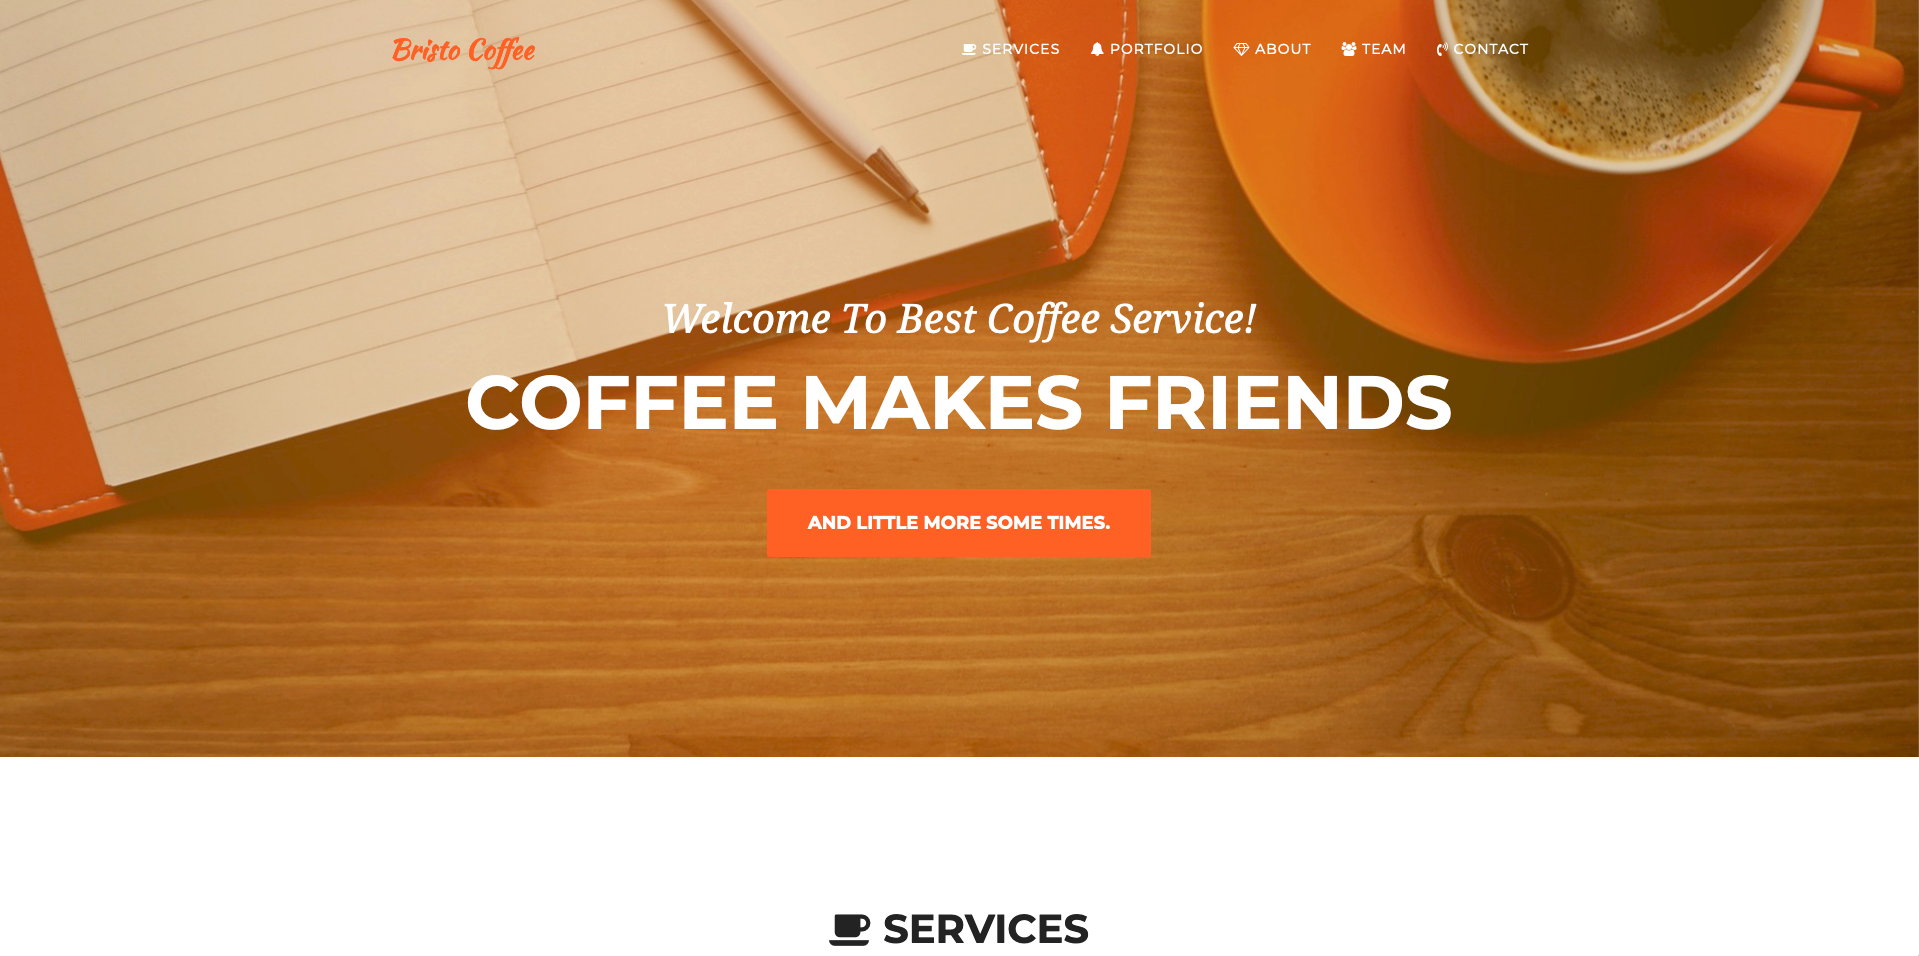 Bristo Coffee
SERVICES
PORTFOLIO
ABOUT
TEAM
CONTACT
Welcome To Best Coffee Service!
COFFEE MAKES FRIENDS
AND LITTLE MORE SOME TIMES.
SERVICES